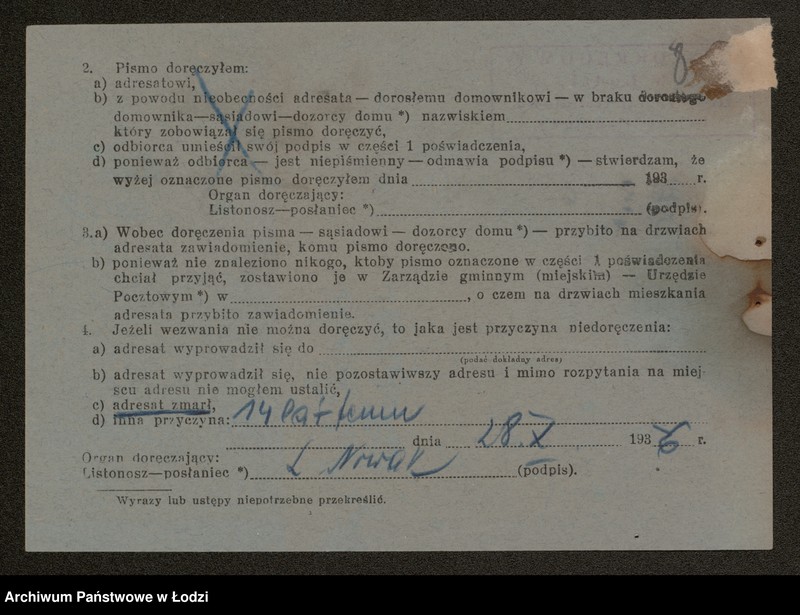 8
2. Pismo doręczyłem:
a) adresatowi,
b) z powodu nieobecności adresata — dorosłemu domownikowi — w braku dorosłego
domownika—sąsiadowi—dozorcy domu *) nazwiskiem
który zobowiązał się pismo doręczyć,
c) odbiorca umieścił swój podpis w części 1 poświadczenia,
d) ponieważ odbiorca — jest niepiśmienny — odmawia podpisu *) — stwierdzam, że
wyżej oznaczone pismo doręczyłem dnia 193 r.
Organ doręczający:
Listonosz—posłaniec *) (podpis).
3.a) Wobec doręczenia pisma — sąsiadowi — dozorcy domu *) — przybito na drzwiach
adresata zawiadomienie, komu pismo doręczono.
b) ponieważ nie znaleziono nikogo, ktoby pismo oznaczone w części 1 poświadczenia
chciał przyjąć, zostawiono je w Zarządzie gminnym (miejskim) — Urzędzie
Pocztowym *) w , o czem na drzwiach mieszkania
adresata przybito zawiadomienie.
4. Jeżeli wezwania nie można doręczyć, to jaka jest przyczyna niedoręczenia:
a) adresat wyprowadził się do
(podać dokładny adres)
b) adresat wyprowadził się, nie pozostawiwszy adresu i mimo rozpytania na miej-
scu adresu nie mogłem ustalić,
c) adresat zmarł,
d) inna przyczyna: 14 lat temu
dnia 28.X 1936 r.
Organ doręczający:
Listonosz—posłaniec *) L Nowak (podpis).
Wyrazy lub ustępy niepotrzebne przekreślić.
Archiwum Państwowe w Łodzi